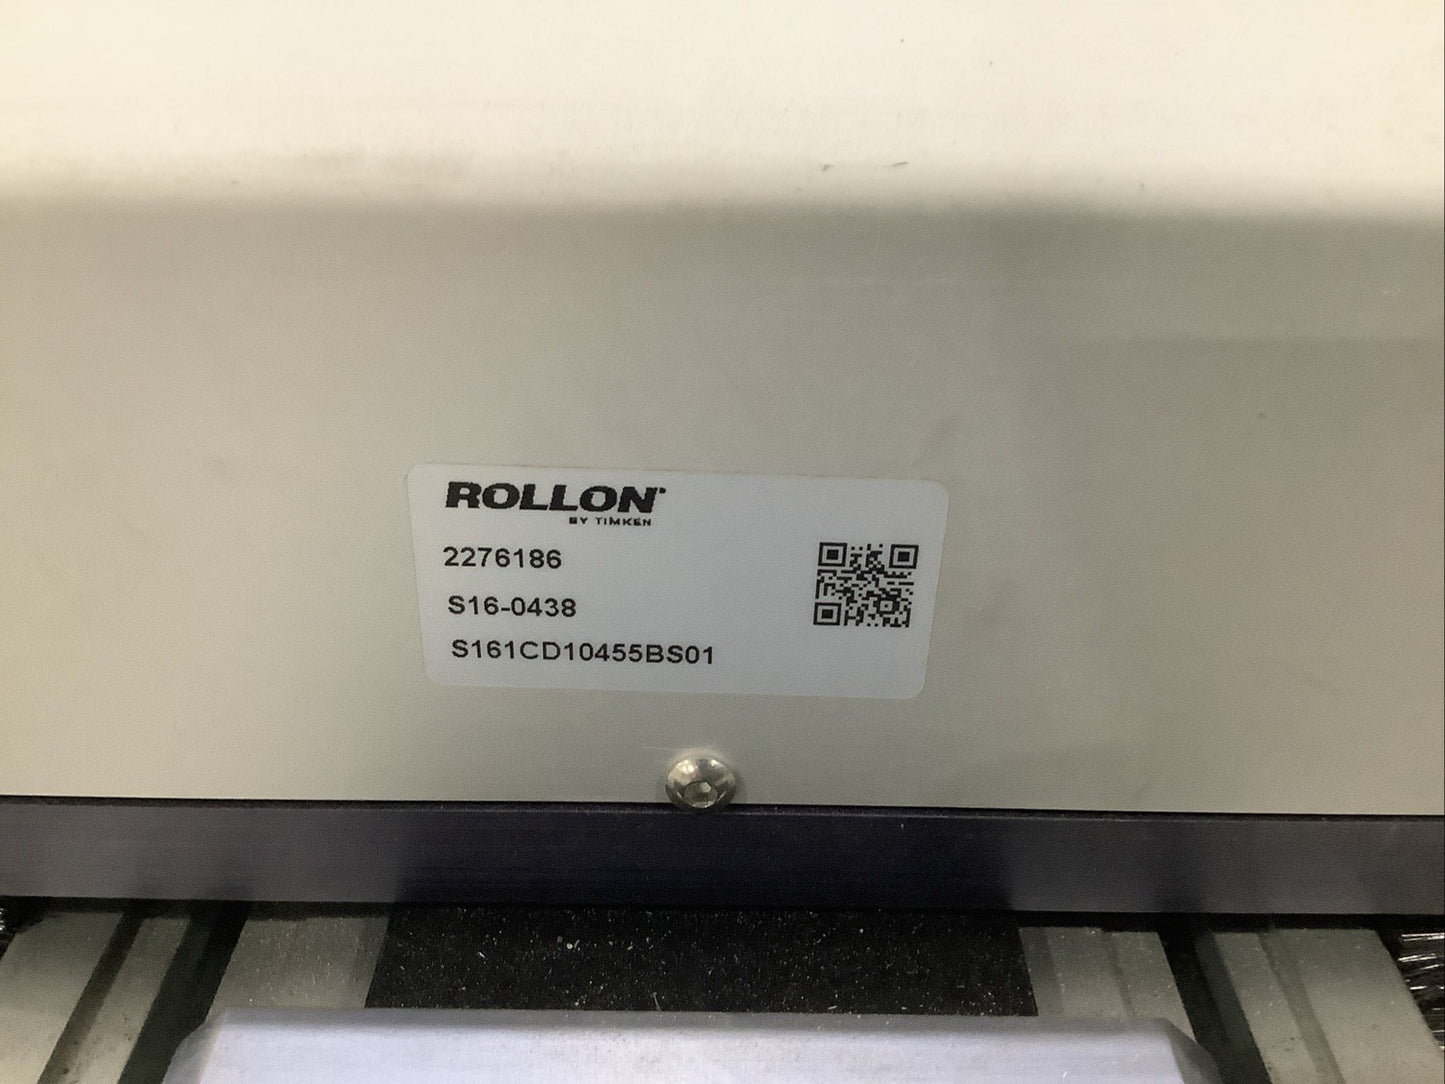 ROLLON
BY TIMKEN
2276186
S16-0438
S161CD10455BS01